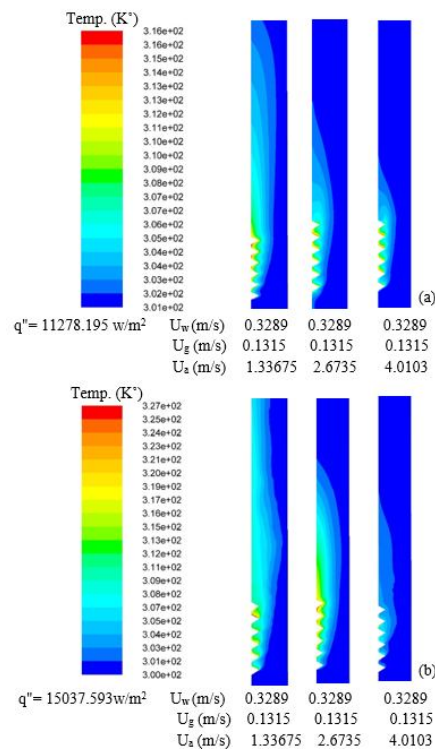 Temp. (K˚)
3.16e+02
3.16e+02
3.15e+02
3.14e+02
3.13e+02
3.12e+02
3.11e+02
3.10e+02
3.09e+02
3.09e+02
3.08e+02
3.07e+02
3.06e+02
3.05e+02
3.04e+02
3.03e+02
3.02e+02
3.02e+02
3.01e+02
(a)
q"= 11278.195 w/m² Uw(m/s) 0.3289 0.3289 0.3289
Ug (m/s) 0.1315 0.1315 0.1315
Ua (m/s) 1.33675 2.6735 4.0103
Temp. (K˚)
3.27e+02
3.25e+02
3.24e+02
3.23e+02
3.21e+02
3.20e+02
3.19e+02
3.17e+02
3.16e+02
3.15e+02
3.13e+02
3.12e+02
3.11e+02
3.09e+02
3.08e+02
3.07e+02
3.05e+02
3.04e+02
3.03e+02
3.01e+02
3.00e+02
(b)
q"= 15037.593w/m² Uw (m/s) 0.3289 0.3289 0.3289
Ug (m/s) 0.1315 0.1315 0.1315
Ua (m/s) 1.33675 2.6735 4.0103